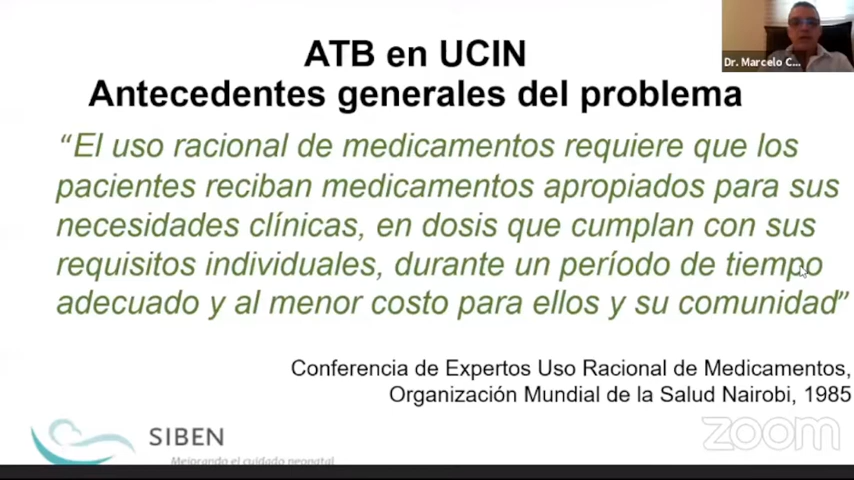 ATB en UCIN
Antecedentes generales del problema
Dr. Marcelo C...
“El uso racional de medicamentos requiere que los
pacientes reciban medicamentos apropiados para sus
necesidades clínicas, en dosis que cumplan con sus
requisitos individuales, durante un período de tiempo
adecuado y al menor costo para ellos y su comunidad”
Conferencia de Expertos Uso Racional de Medicamentos,
Organización Mundial de la Salud Nairobi, 1985
SIBEN
Mejorando el cuidado neonatal
zoom